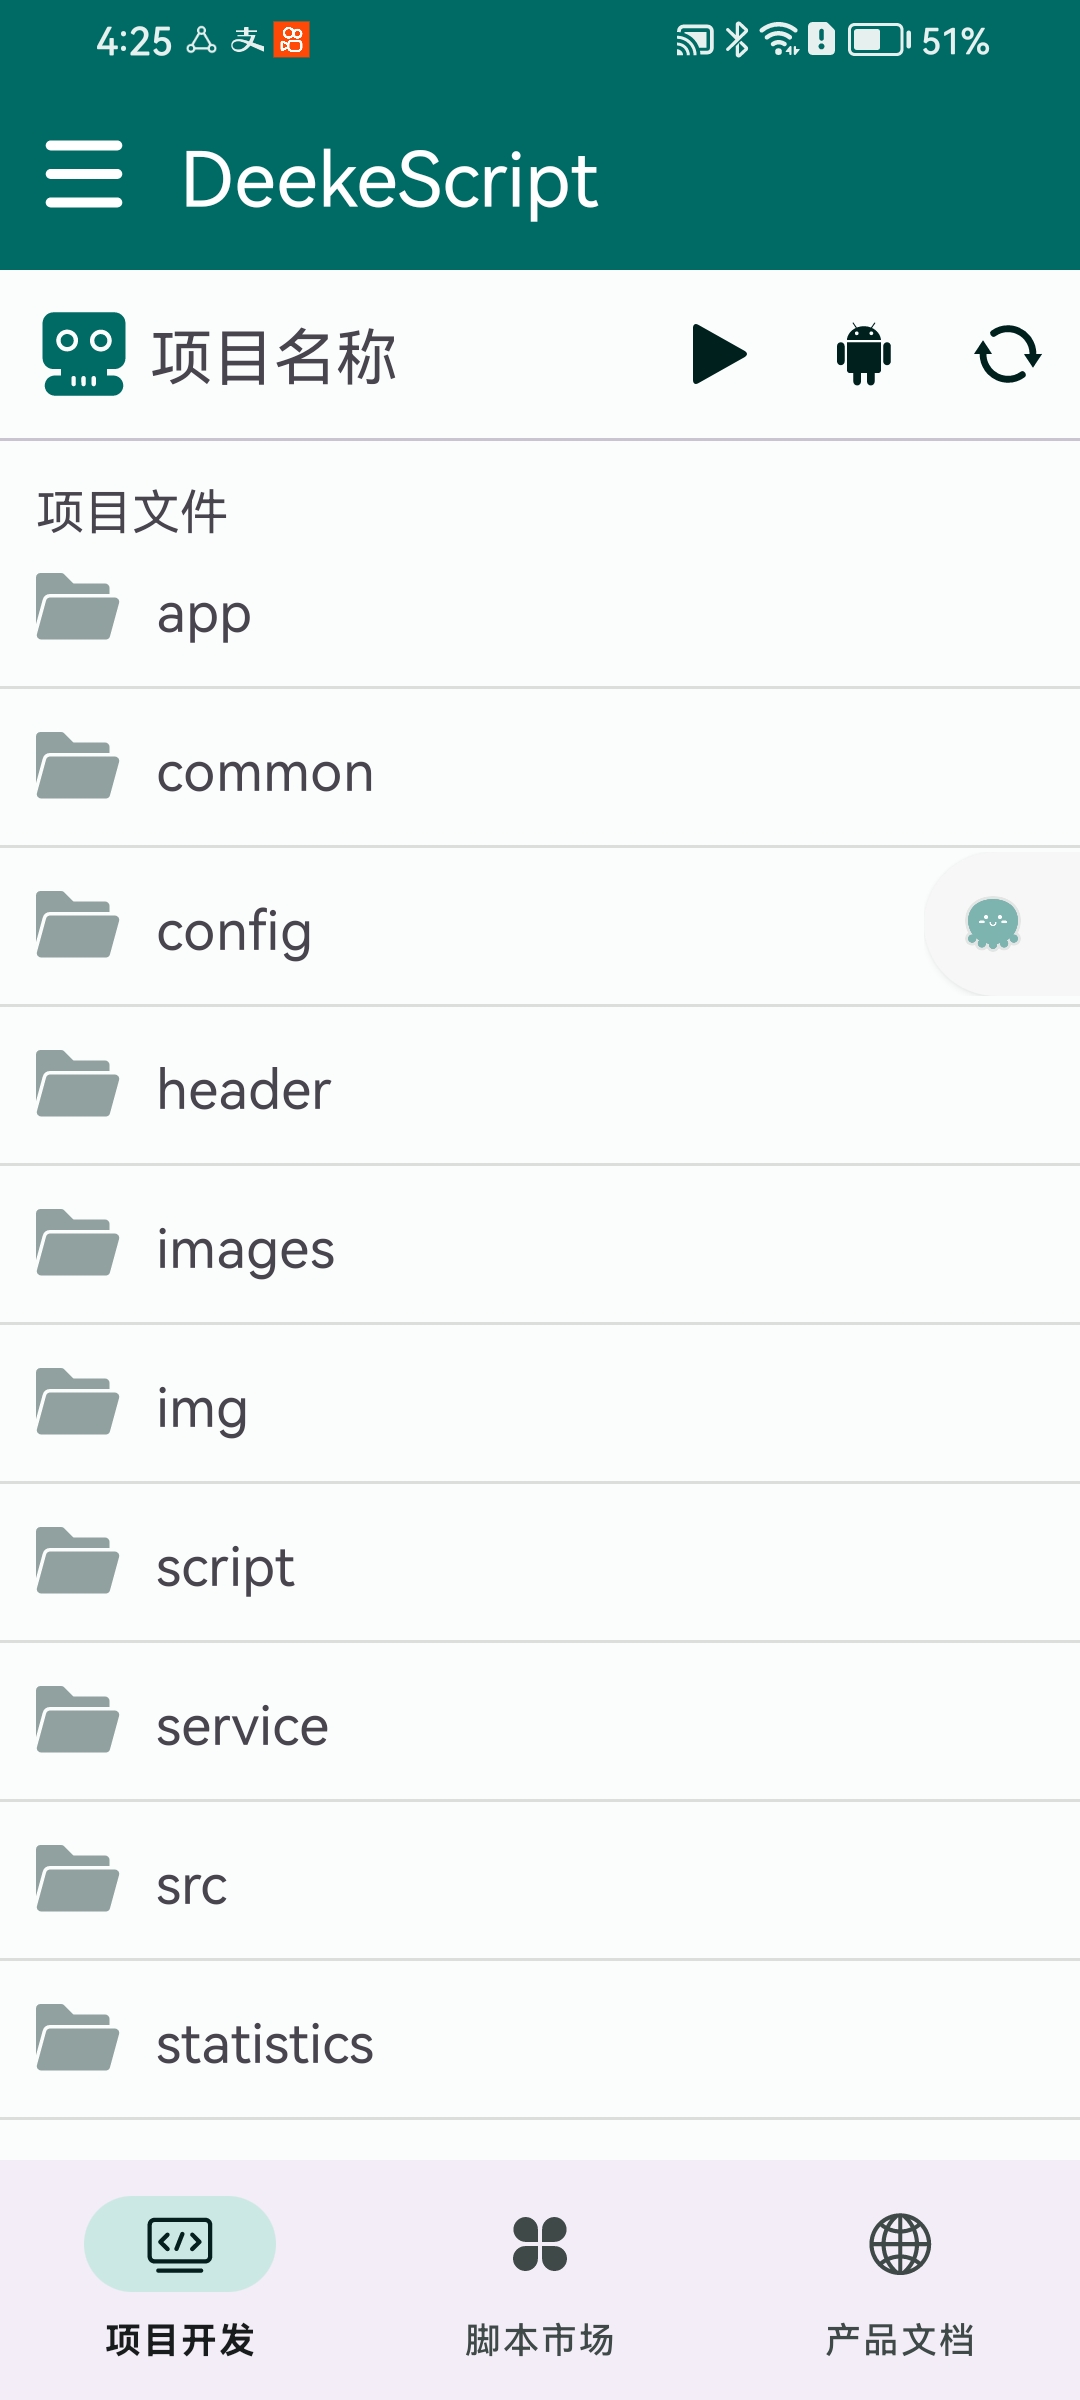 4:25 支 51%
DeekeScript
项目名称
项目文件
app
common
config
header
images
img
script
service
src
statistics
项目开发 脚本市场 产品文档